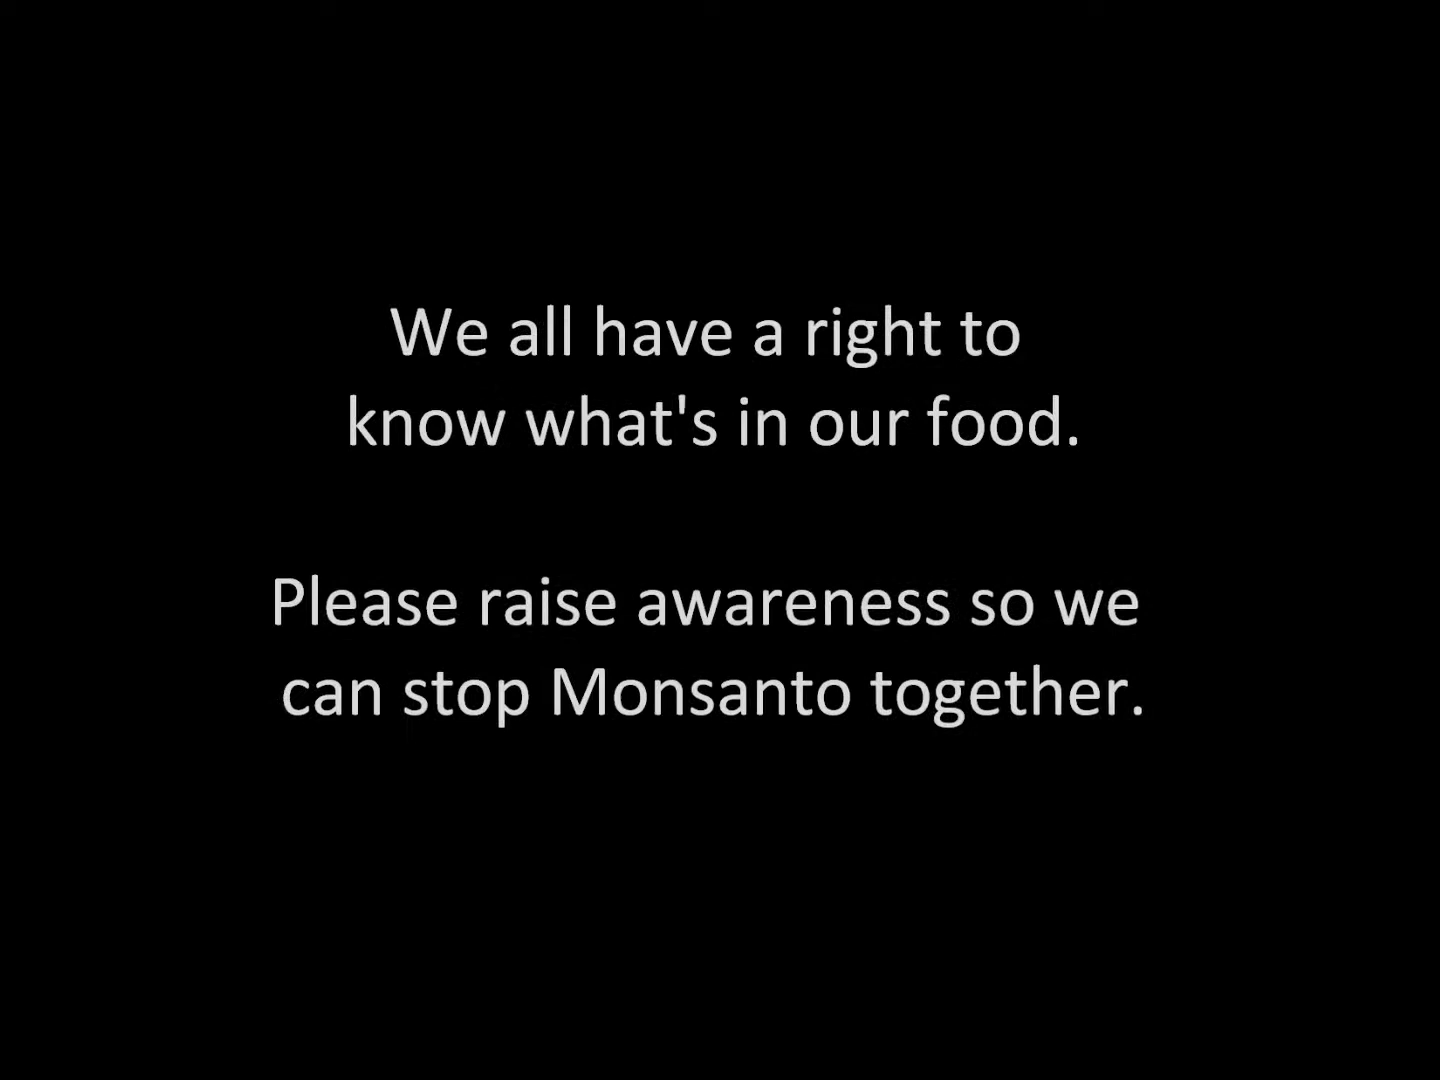 We all have a right to
know what's in our food.
Please raise awareness so we
can stop Monsanto together.